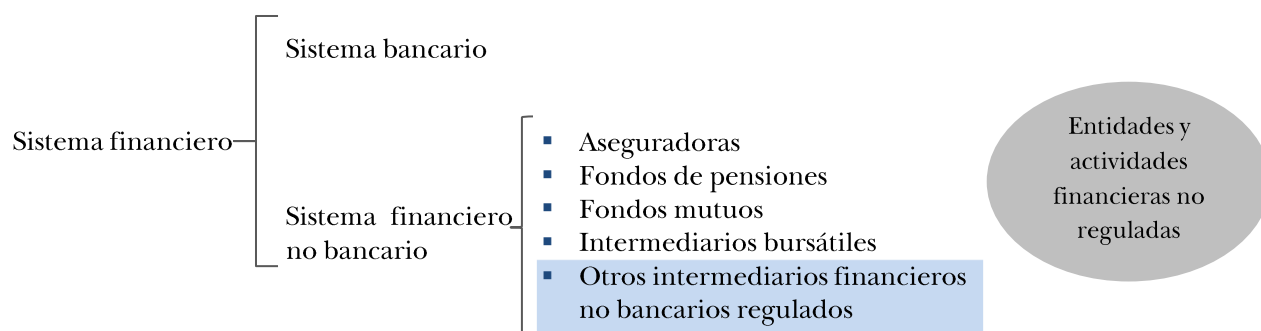 Sistema bancario
Sistema financiero
Sistema financiero
no bancario
▪ Aseguradoras
▪ Fondos de pensiones
▪ Fondos mutuos
▪ Intermediarios bursátiles
▪ Otros intermediarios financieros
no bancarios regulados
Entidades y
actividades
financieras no
reguladas